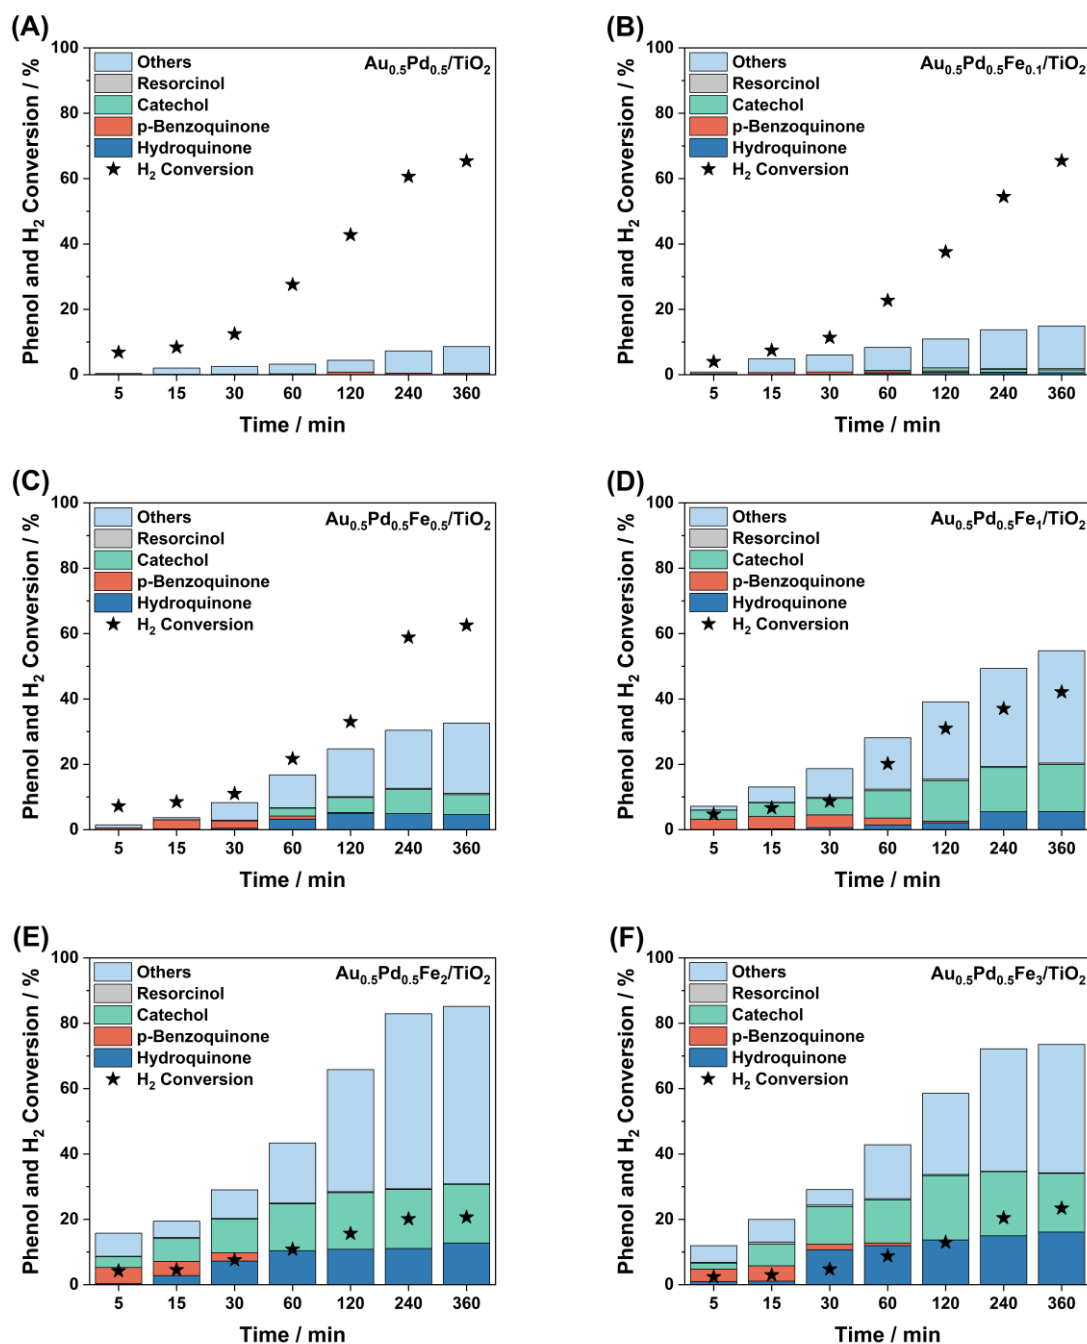 (A)
Phenol and H₂ Conversion / %
100
80
60
40
20
0
Others
Resorcinol
Catechol
p-Benzoquinone
Hydroquinone
H₂ Conversion
Au₀.₅Pd₀.₅/TiO₂
5 15 30 60 120 240 360
Time / min
(B)
Phenol and H₂ Conversion / %
100
80
60
40
20
0
Others
Resorcinol
Catechol
p-Benzoquinone
Hydroquinone
H₂ Conversion
Au₀.₅Pd₀.₅Fe₀.₁/TiO₂
5 15 30 60 120 240 360
Time / min
(C)
Phenol and H₂ Conversion / %
100
80
60
40
20
0
Others
Resorcinol
Catechol
p-Benzoquinone
Hydroquinone
H₂ Conversion
Au₀.₅Pd₀.₅Fe₀.₅/TiO₂
5 15 30 60 120 240 360
Time / min
(D)
Phenol and H₂ Conversion / %
100
80
60
40
20
0
Others
Resorcinol
Catechol
p-Benzoquinone
Hydroquinone
H₂ Conversion
Au₀.₅Pd₀.₅Fe₁/TiO₂
5 15 30 60 120 240 360
Time / min
(E)
Phenol and H₂ Conversion / %
100
80
60
40
20
0
Others
Resorcinol
Catechol
p-Benzoquinone
Hydroquinone
H₂ Conversion
Au₀.₅Pd₀.₅Fe₂/TiO₂
5 15 30 60 120 240 360
Time / min
(F)
Phenol and H₂ Conversion / %
100
80
60
40
20
0
Others
Resorcinol
Catechol
p-Benzoquinone
Hydroquinone
H₂ Conversion
Au₀.₅Pd₀.₅Fe₃/TiO₂
5 15 30 60 120 240 360
Time / min